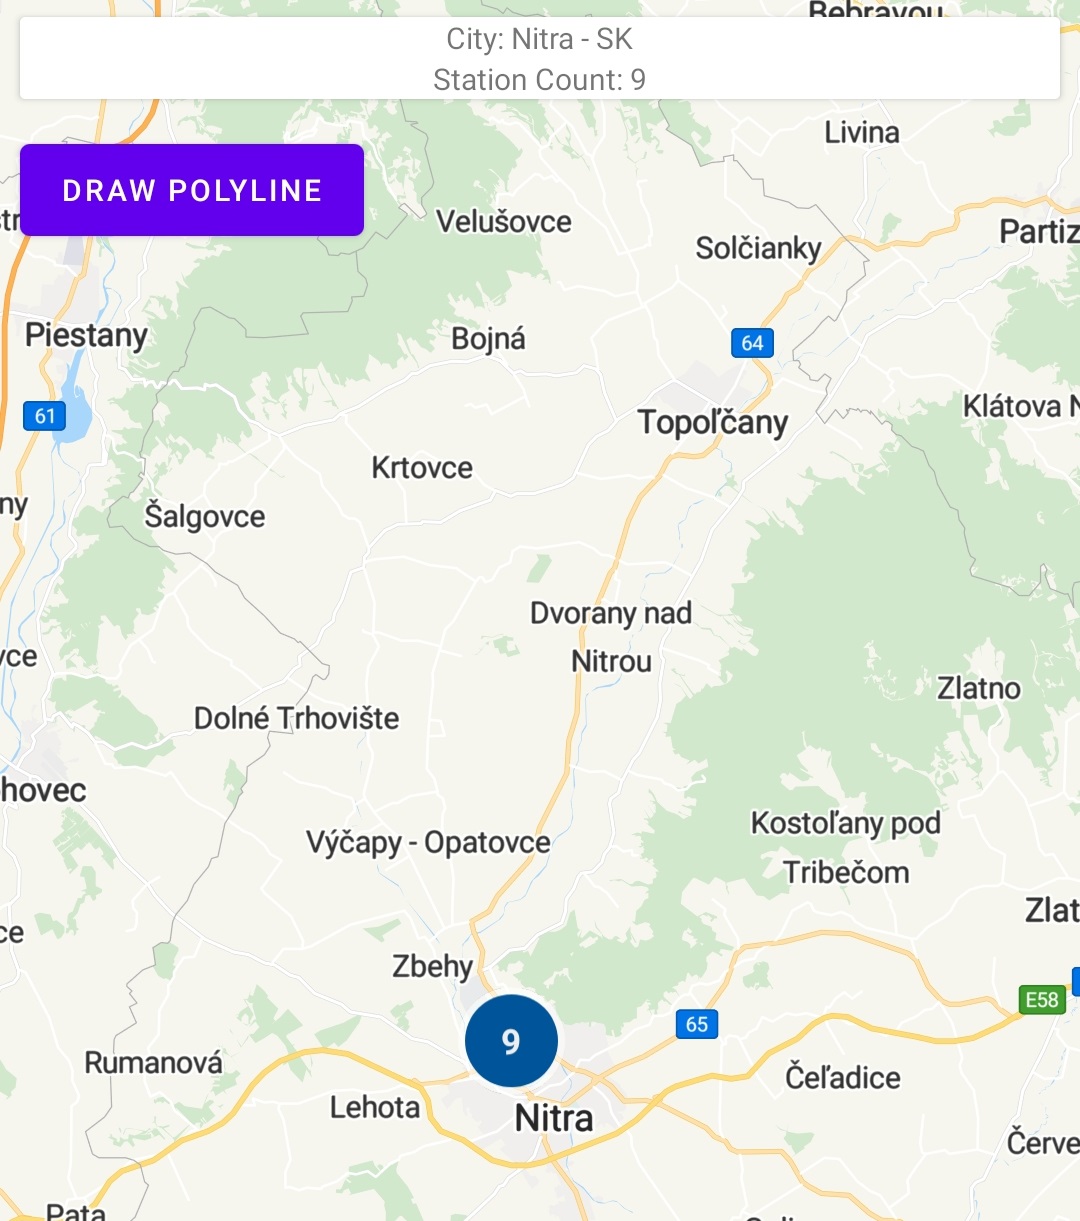 Bebravou
City: Nitra - SK
Station Count: 9
Livina
DRAW POLYLINE
Velušovce
Partiz
Solčianky
Piestany
Bojná
64
61
Klátova N
Topoľčany
Krtovce
ny
Šalgovce
Dvorany nad
Nitrou
vce
Zlatno
Dolné Trhovište
hovec
Kostoľany pod
Tribečom
Výčapy - Opatovce
Zlat
ce
Zbehy
E58
65
9
Rumanová
Čeľadice
Lehota
Nitra
Červe
Pata